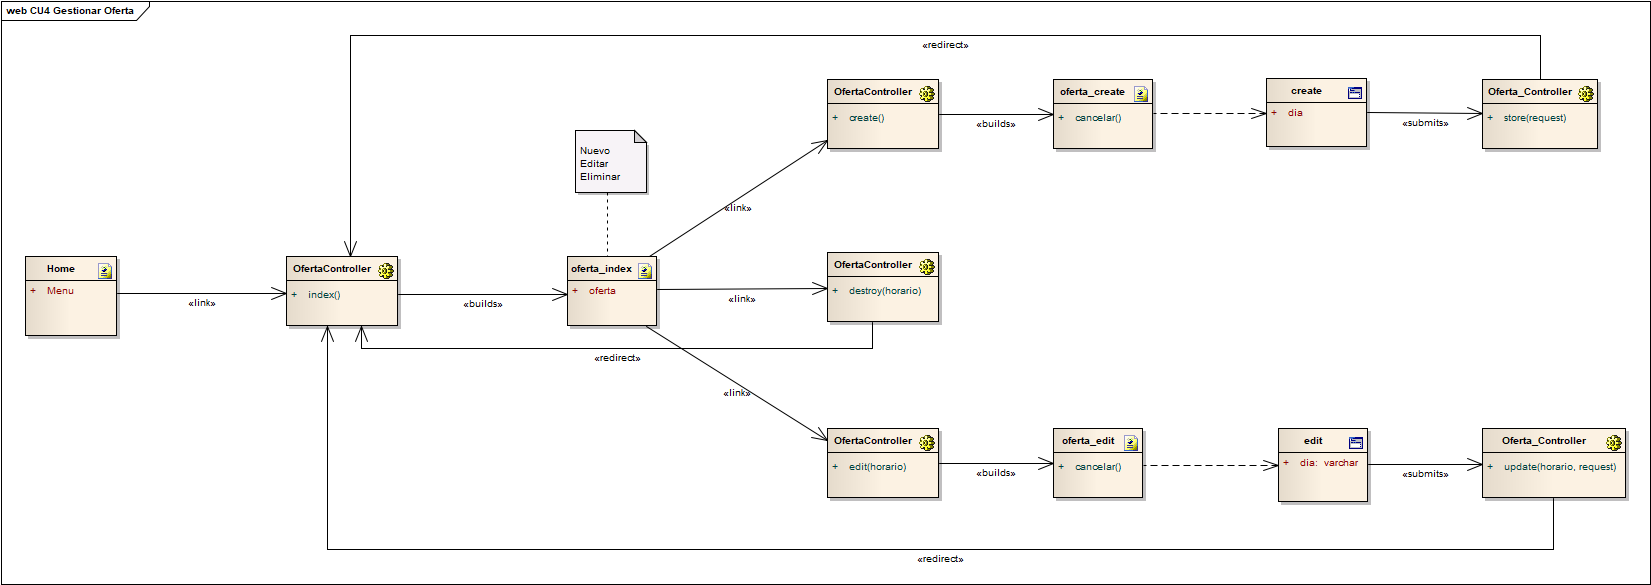 web CU4 Gestionar Oferta
«redirect»
OfertaController
+ create()
«builds»
oferta_create
+ cancelar()
create
+ dia
«submits»
Oferta_Controller
+ store(request)
Nuevo
Editar
Eliminar
«link»
Home
+ Menu
«link»
OfertaController
+ index()
«builds»
oferta_index
+ oferta
«link»
OfertaController
+ destroy(horario)
«redirect»
«link»
OfertaController
+ edit(horario)
«builds»
oferta_edit
+ cancelar()
edit
+ dia: varchar
«submits»
Oferta_Controller
+ update(horario, request)
«redirect»